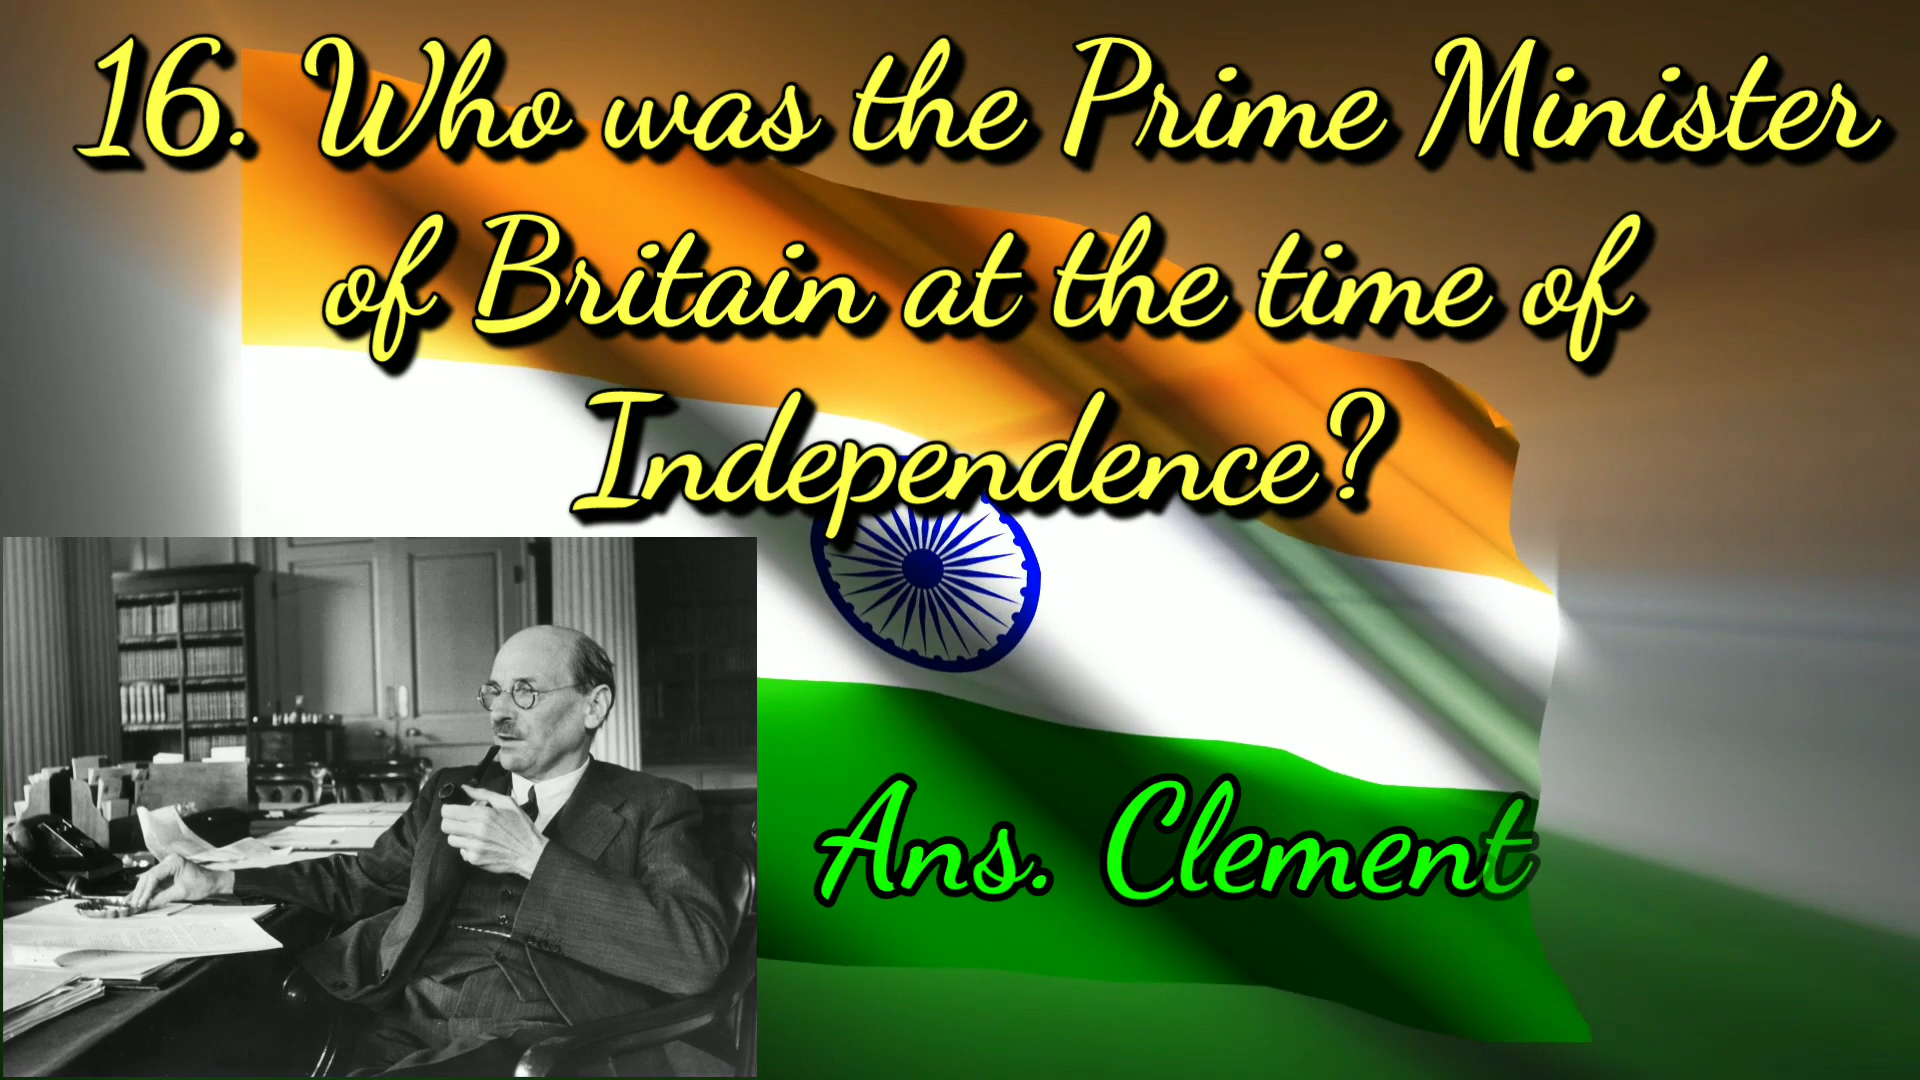 16. Who was the Prime Minister
of Britain at the time of
Independence?
Ans. Clement